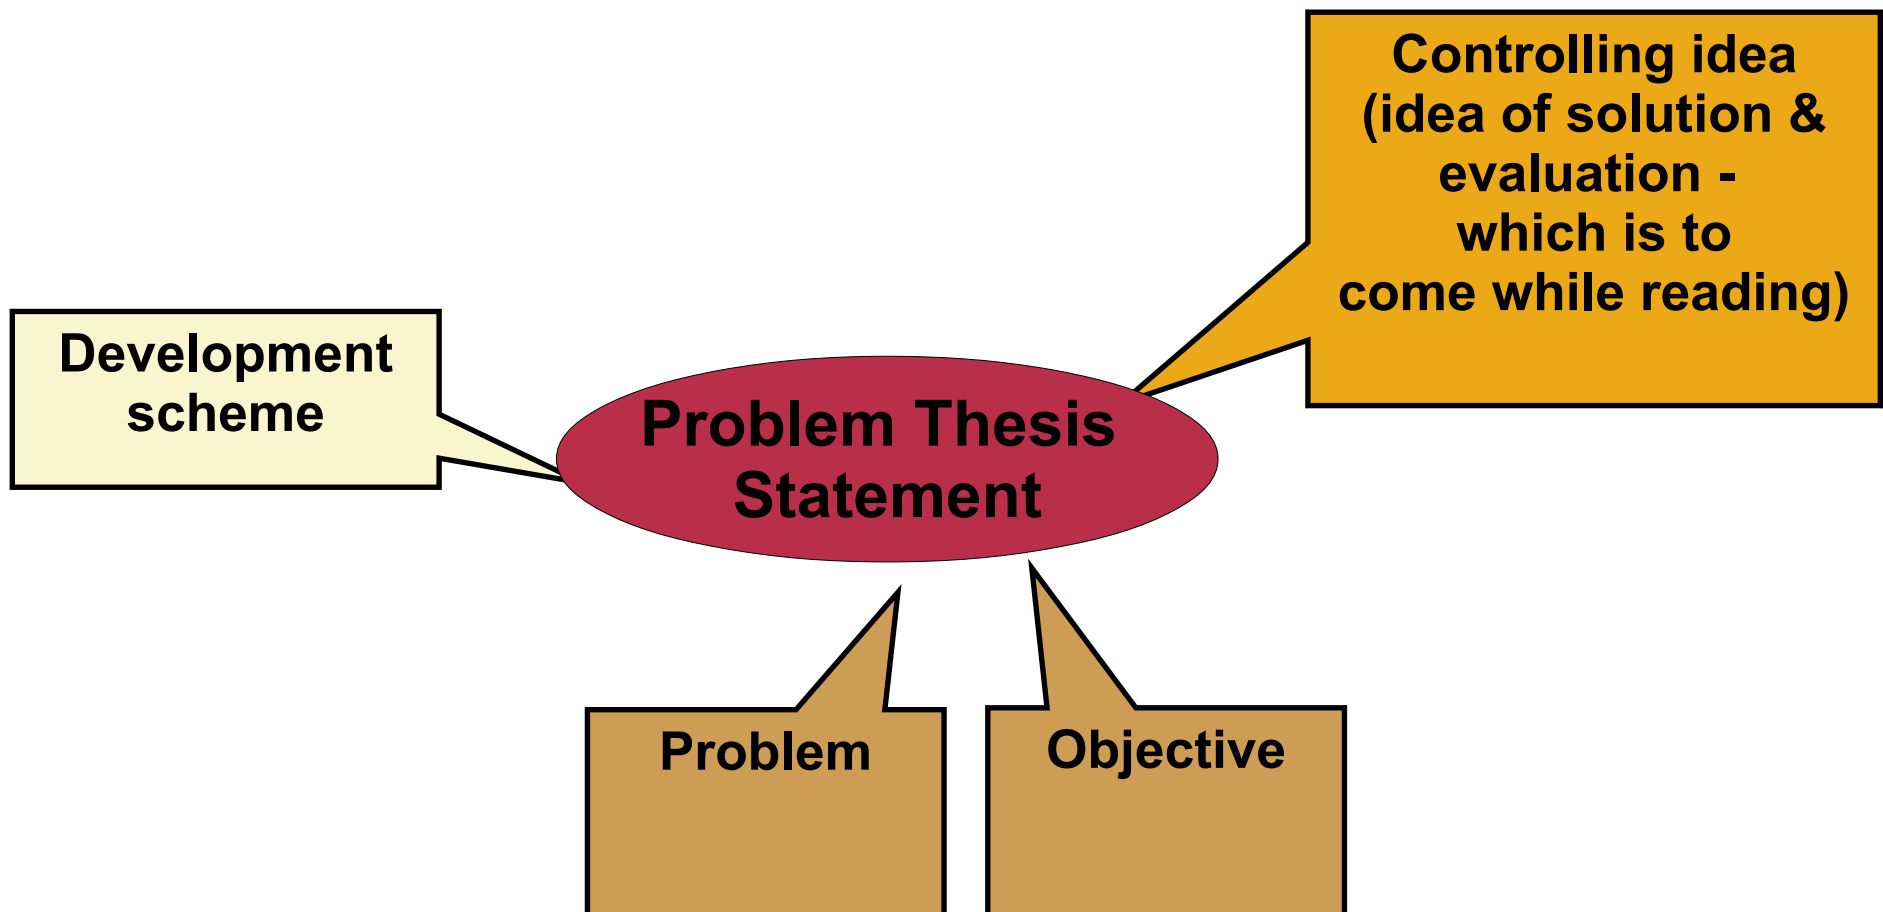 Controlling idea
(idea of solution &
evaluation -
which is to
come while reading)
Development
scheme
Problem Thesis
Statement
Problem
Objective